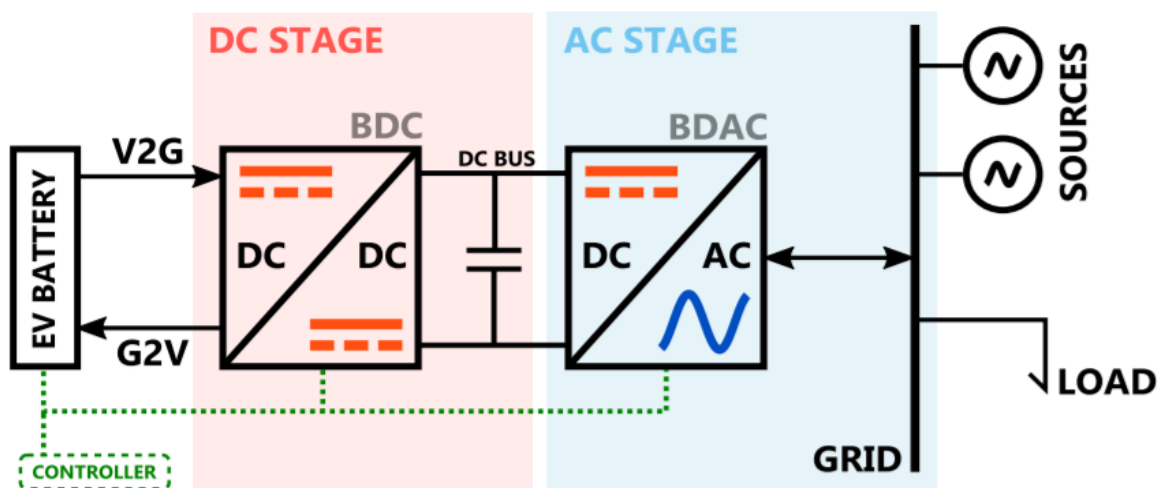 DC STAGE
AC STAGE
SOURCES
BDC
BDAC
V2G
DC BUS
EV BATTERY
DC
DC
DC
AC
G2V
LOAD
GRID
CONTROLLER